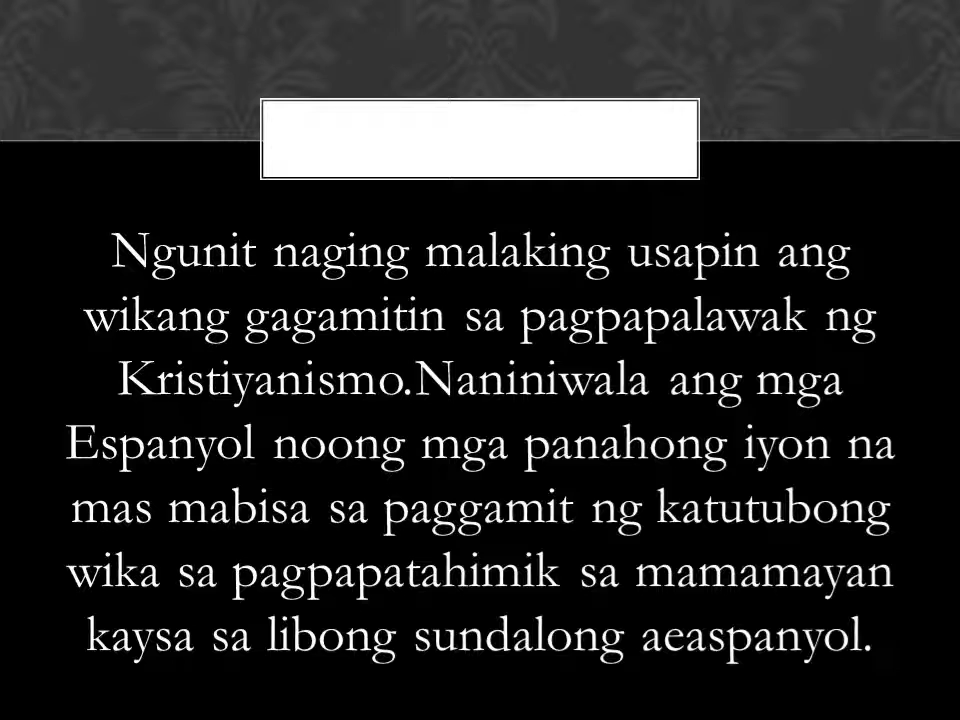 Ngunit naging malaking usapin ang
wikang gagamitin sa pagpapalawak ng
Kristiyanismo.Naniniwala ang mga
Espanyol noong mga panahong iyon na
mas mabisa sa paggamit ng katutubong
wika sa pagpapatahimik sa mamamayan
kaysa sa libong sundalong aeaspanyol.